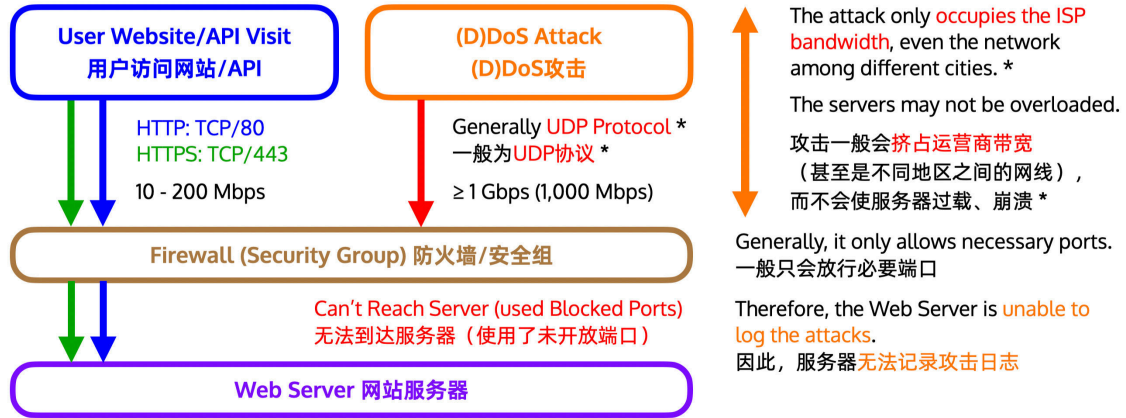 User Website/API Visit
用户访问网站/API
(D)DoS Attack
(D)DoS攻击
HTTP: TCP/80
HTTPS: TCP/443
10 - 200 Mbps
Generally UDP Protocol *
一般为UDP协议 *
≥ 1 Gbps (1,000 Mbps)
Firewall (Security Group) 防火墙/安全组
Can't Reach Server (used Blocked Ports)
无法到达服务器（使用了未开放端口）
Web Server 网站服务器
The attack only occupies the ISP
bandwidth, even the network
among different cities. *
The servers may not be overloaded.
攻击一般会挤占运营商带宽
（甚至是不同地区之间的网线），
而不会使服务器过载、崩溃 *
Generally, it only allows necessary ports.
一般只会放行必要端口
Therefore, the Web Server is unable to
log the attacks.
因此，服务器无法记录攻击日志